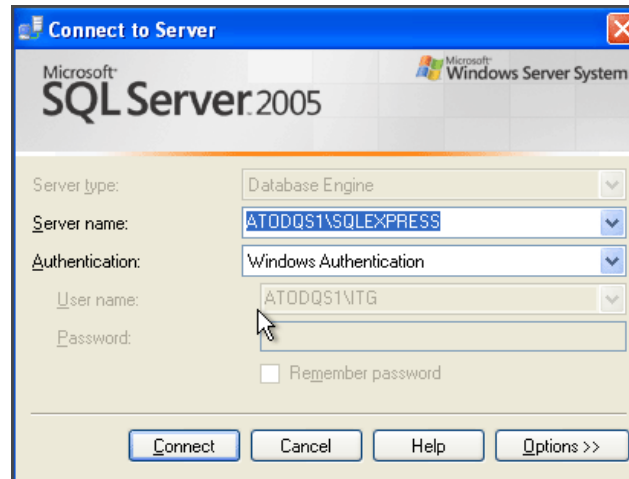 Connect to Server
Microsoft
SQL Server 2005
Microsoft
Windows Server System
Server type: Database Engine
Server name: ATODQS1\SQLEXPRESS
Authentication: Windows Authentication
User name: ATODQS1\ITG
Password:
Remember password
Connect Cancel Help Options >>